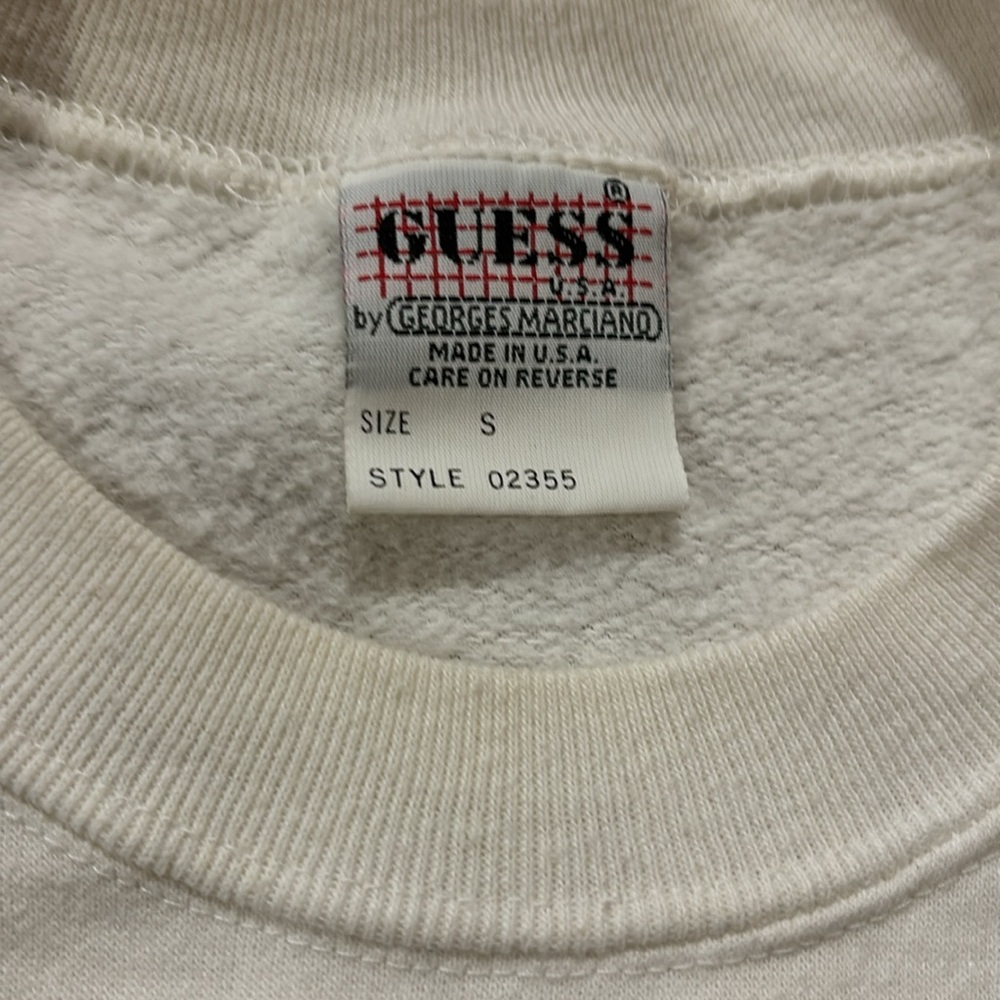 GUESS®
U.S.A.
by GEORGES MARCIANO
MADE IN U.S.A.
CARE ON REVERSE
SIZE S
STYLE 02355